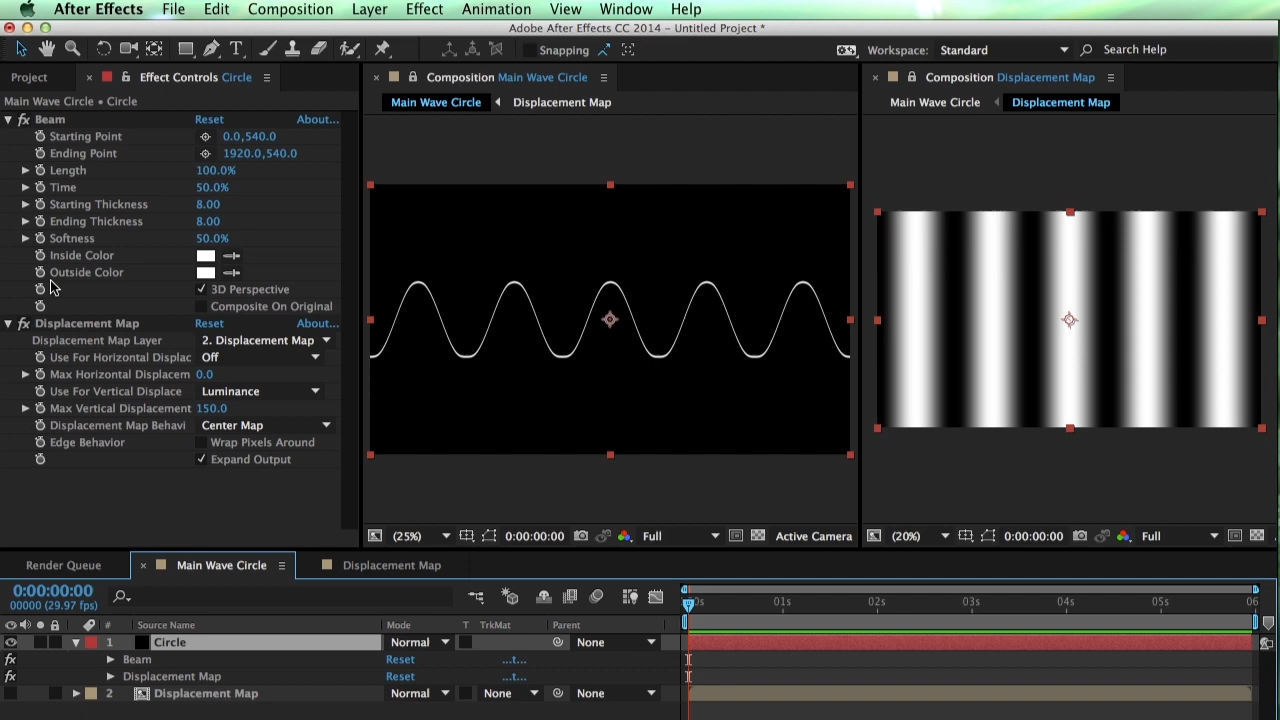 After Effects File Edit Composition Layer Effect Animation View Window Help
Adobe After Effects CC 2014 - Untitled Project *
T Snapping Workspace: Standard Search Help
Project × Effect Controls Circle × Composition Main Wave Circle × Composition Displacement Map
Main Wave Circle • Circle Main Wave Circle Displacement Map Main Wave Circle Displacement Map
fx Beam Reset About...
Starting Point 0.0,540.0
Ending Point 1920.0,540.0
Length 100.0%
Time 50.0%
Starting Thickness 8.00
Ending Thickness 8.00
Softness 50.0%
Inside Color
Outside Color
3D Perspective
Composite On Original
fx Displacement Map Reset About...
Displacement Map Layer 2. Displacement Map
Use For Horizontal Displac Off
Max Horizontal Displacem 0.0
Use For Vertical Displace Luminance
Max Vertical Displacement 150.0
Displacement Map Behavi Center Map
Edge Behavior Wrap Pixels Around
Expand Output
(25%) 0:00:00:00 Full Active Camera (20%) 0:00:00:00 Full
Render Queue × Main Wave Circle Displacement Map
0:00:00:00
00000 (29.97 fps)
0s 01s 02s 03s 04s 05s 06
# Source Name Mode T TrkMat Parent
1 Circle Normal None
fx Beam Reset ...t...
fx Displacement Map Reset ...t...
2 Displacement Map Normal None None